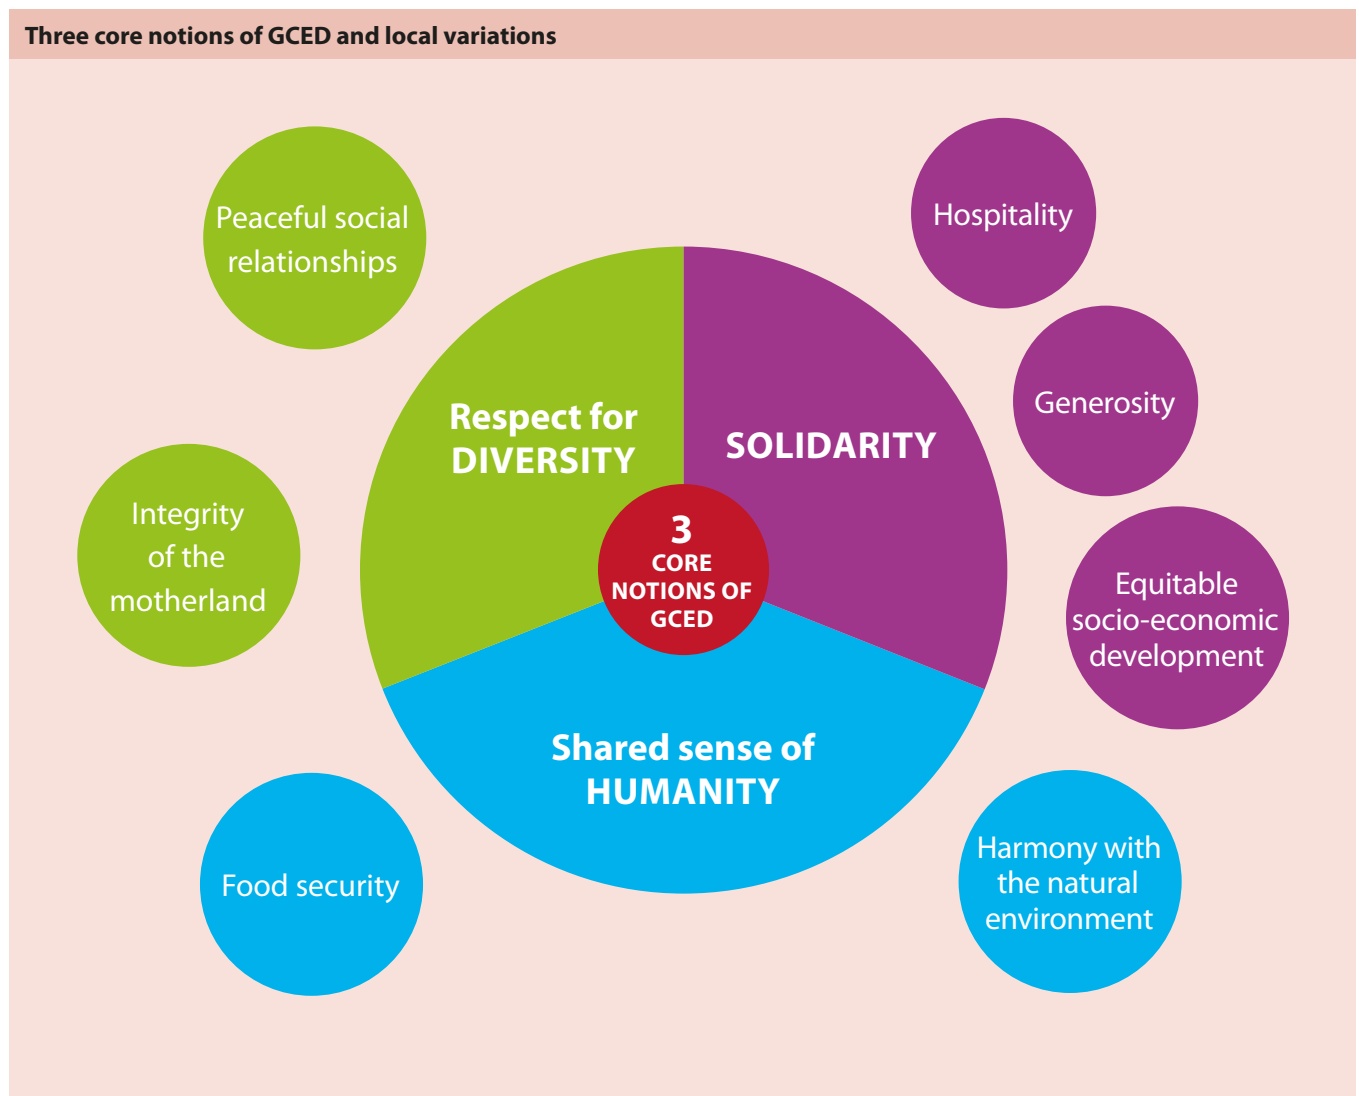 Three core notions of GCED and local variations
Peaceful social
relationships
Integrity
of the
motherland
Food security
Respect for
DIVERSITY
SOLIDARITY
3
CORE
NOTIONS OF
GCED
Shared sense of
HUMANITY
Hospitality
Generosity
Equitable
socio-economic
development
Harmony with
the natural
environment